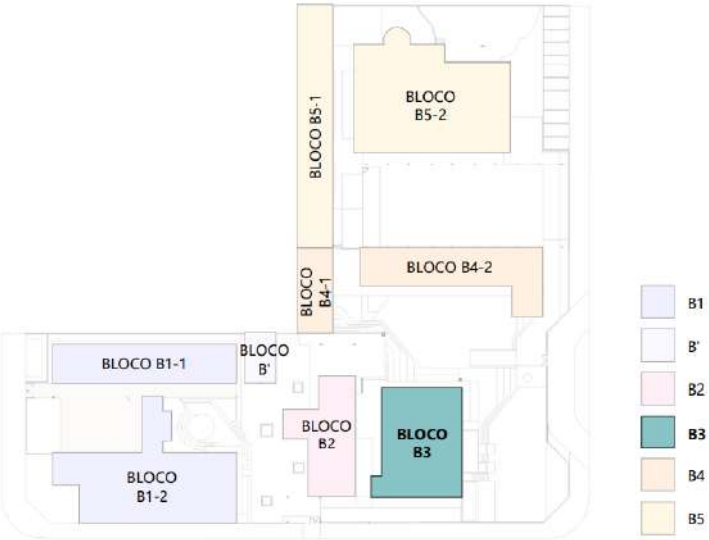 BLOCO B5-1
BLOCO
B5-2
BLOCO
B4-1
BLOCO B4-2
BLOCO B1-1
BLOCO
B'
BLOCO
B2
BLOCO
B3
BLOCO
B1-2
B1
B'
B2
B3
B4
B5